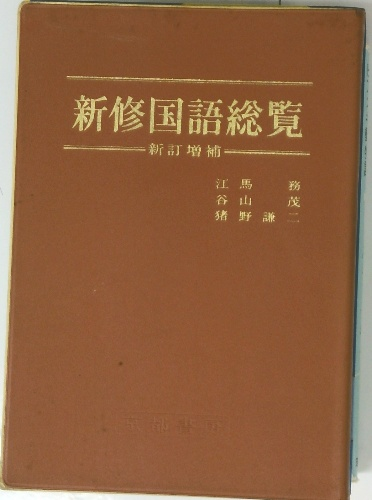 新修国語総覧
新訂増補
江馬 務
谷山 茂
猪野謙二